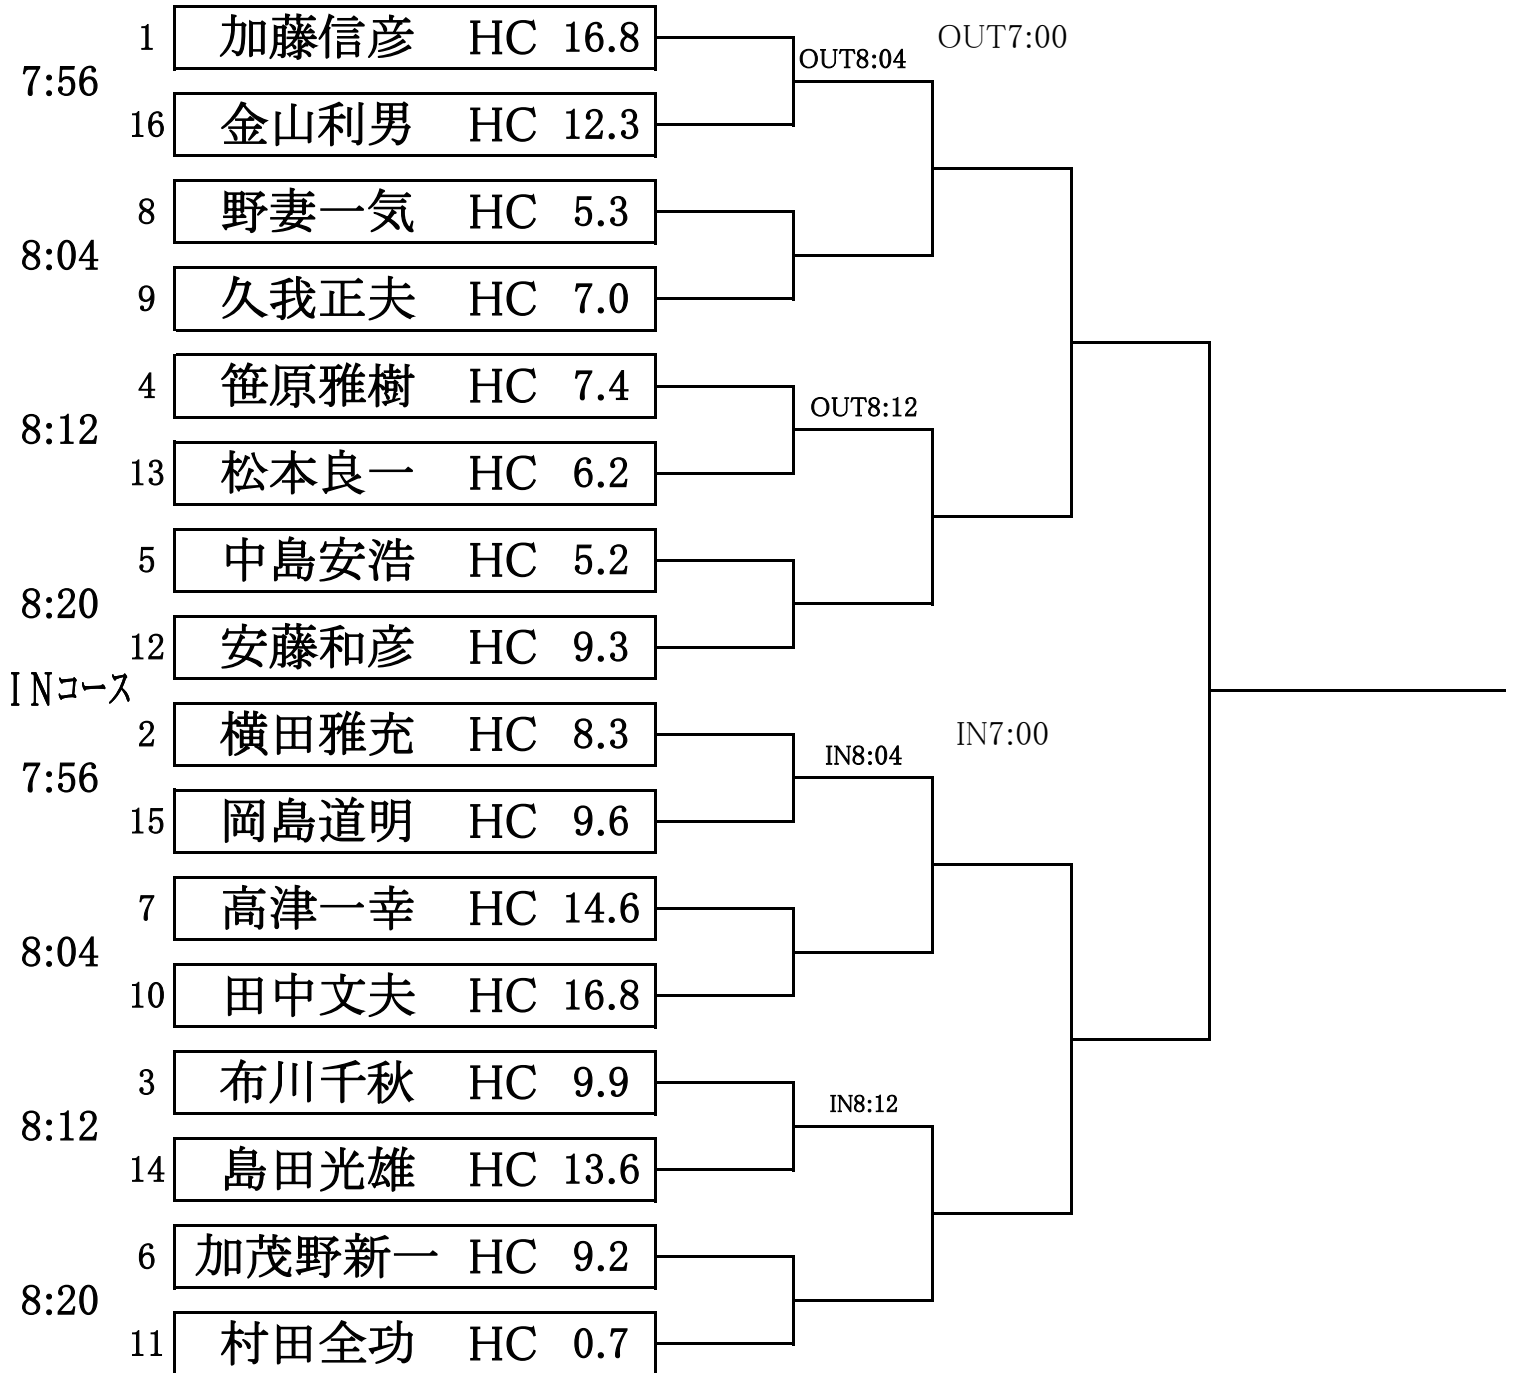 1 加藤信彦 HC 16.8
OUT7:00
OUT8:04
7:56
16 金山利男 HC 12.3
8 野妻一気 HC 5.3
8:04
9 久我正夫 HC 7.0
4 笹原雅樹 HC 7.4
OUT8:12
8:12
13 松本良一 HC 6.2
5 中島安浩 HC 5.2
8:20
12 安藤和彦 HC 9.3
INコース
2 横田雅充 HC 8.3
IN7:00
IN8:04
7:56
15 岡島道明 HC 9.6
7 高津一幸 HC 14.6
8:04
10 田中文夫 HC 16.8
3 布川千秋 HC 9.9
IN8:12
8:12
14 島田光雄 HC 13.6
6 加茂野新一 HC 9.2
8:20
11 村田全功 HC 0.7